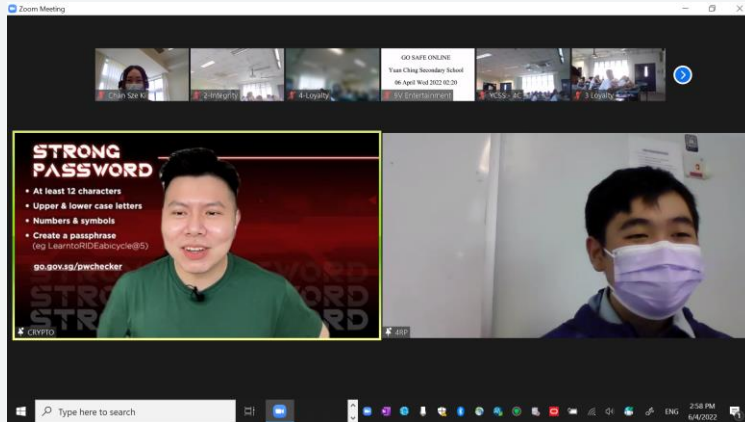 Zoom Meeting
GO SAFE ONLINE
Yuan Ching Secondary School
06 April Wed 2022 02:20
Chan Sze Ki
2-Integrity
4-Loyalty
6V Entertainment
YCSS - 4C
3 Loyalty
STRONG
PASSWORD
• At least 12 characters
• Upper & lower case letters
• Numbers & symbols
• Create a passphrase
(eg LearntoRIDEabicycle@5)
go.gov.sg/pwchecker
CRYPTO
4RP
Type here to search
ENG
2:58 PM
6/4/2022